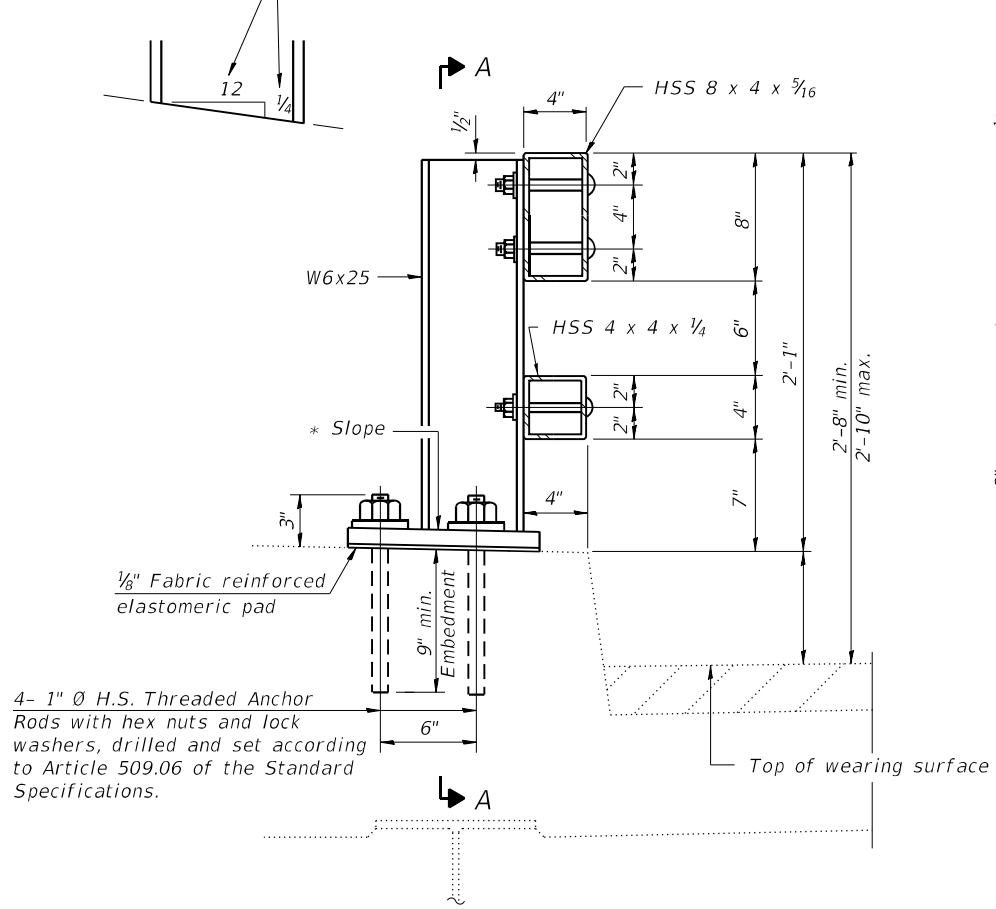 12
¼
A
½"
4"
HSS 8 x 4 x 5/16
2"
4"
2"
8"
W6x25
HSS 4 x 4 x ¼
6"
2'-1"
2'-8" min.
2'-10" max.
2"
2"
4"
* Slope
4"
7"
3"
⅛" Fabric reinforced
elastomeric pad
9" min.
Embedment
4- 1" Ø H.S. Threaded Anchor
Rods with hex nuts and lock
washers, drilled and set according
to Article 509.06 of the Standard
Specifications.
6"
Top of wearing surface
A